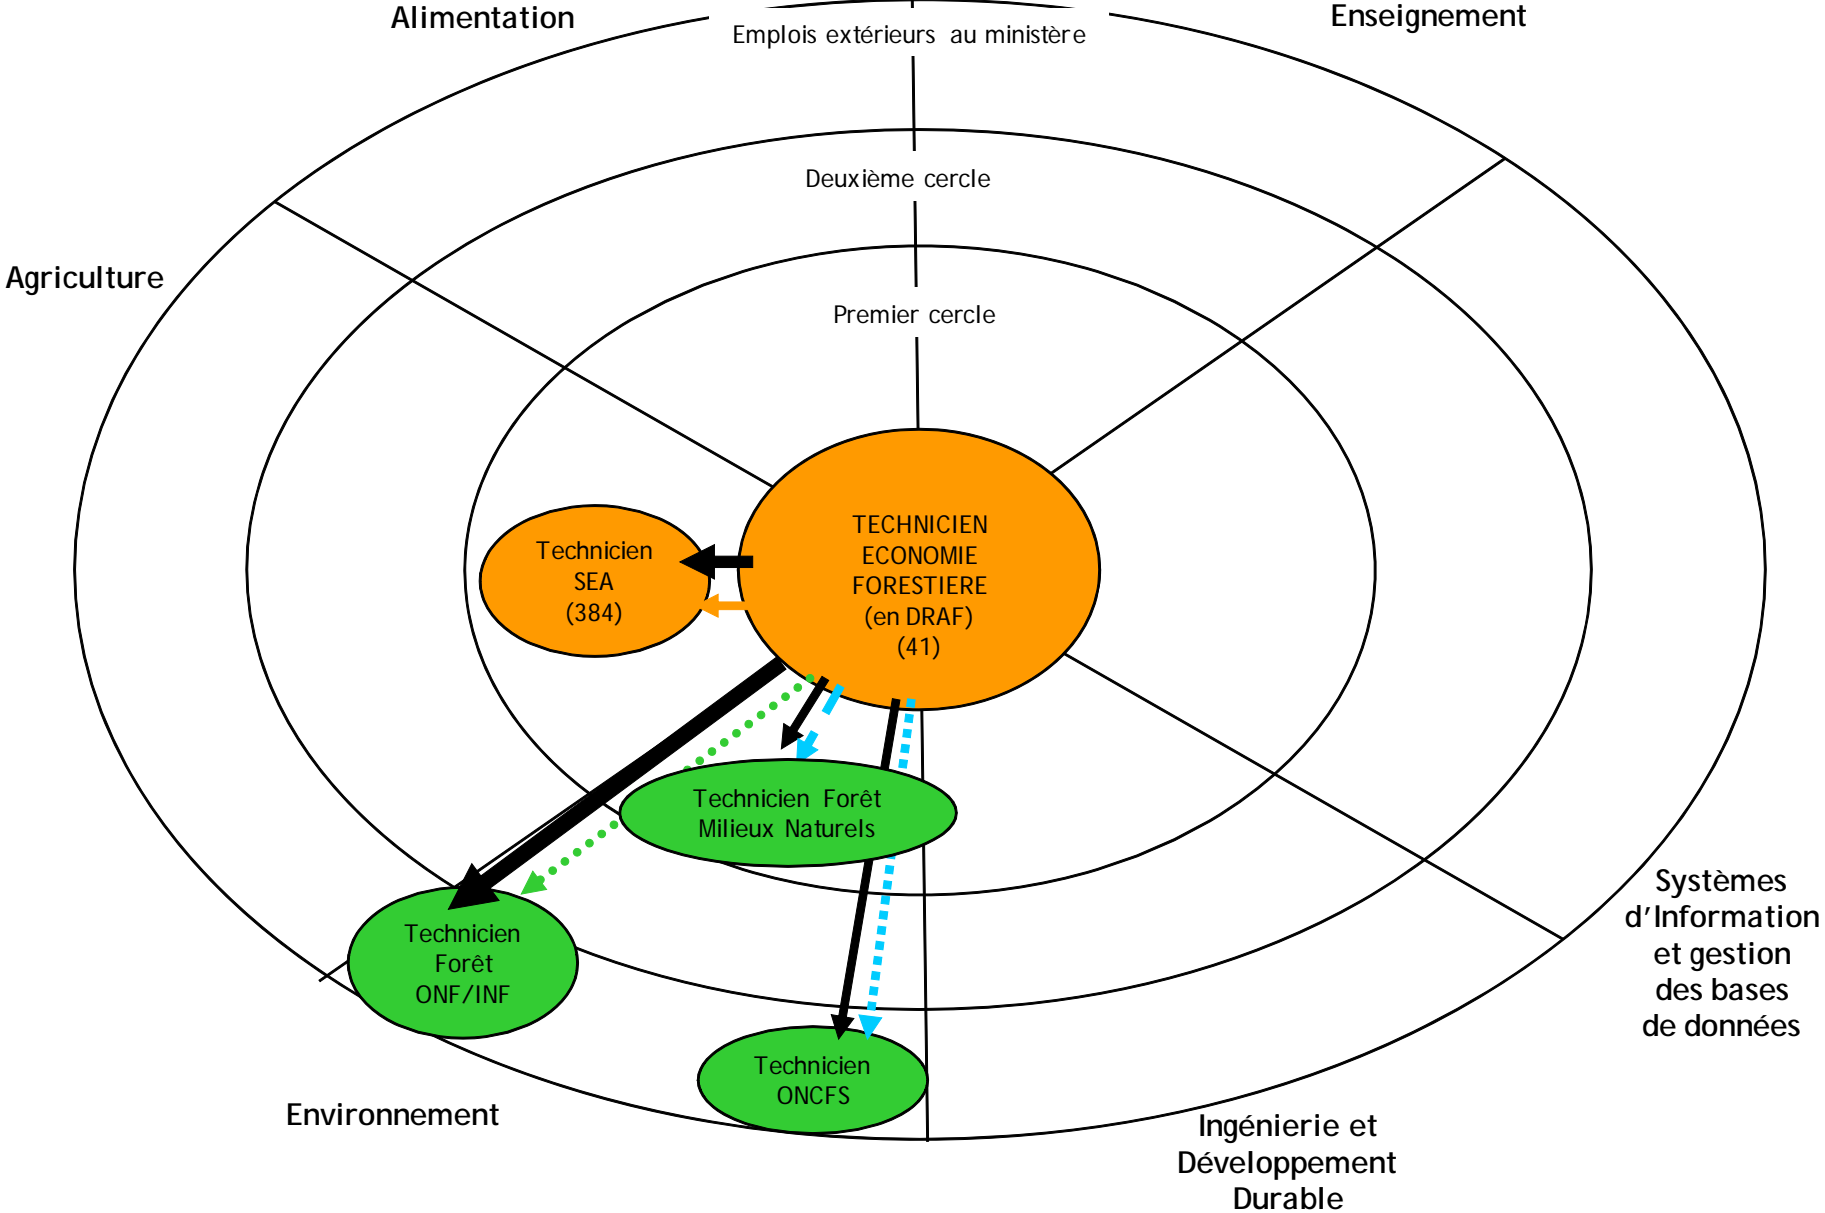 Alimentation
Enseignement
Emplois extérieurs au ministère
Deuxième cercle
Agriculture
Premier cercle
TECHNICIEN
ECONOMIE
FORESTIERE
(en DRAF)
(41)
Technicien
SEA
(384)
Technicien Forêt
Milieux Naturels
Technicien
Forêt
ONF/INF
Technicien
ONCFS
Systèmes
d'Information
et gestion
des bases
de données
Environnement
Ingénierie et
Développement
Durable